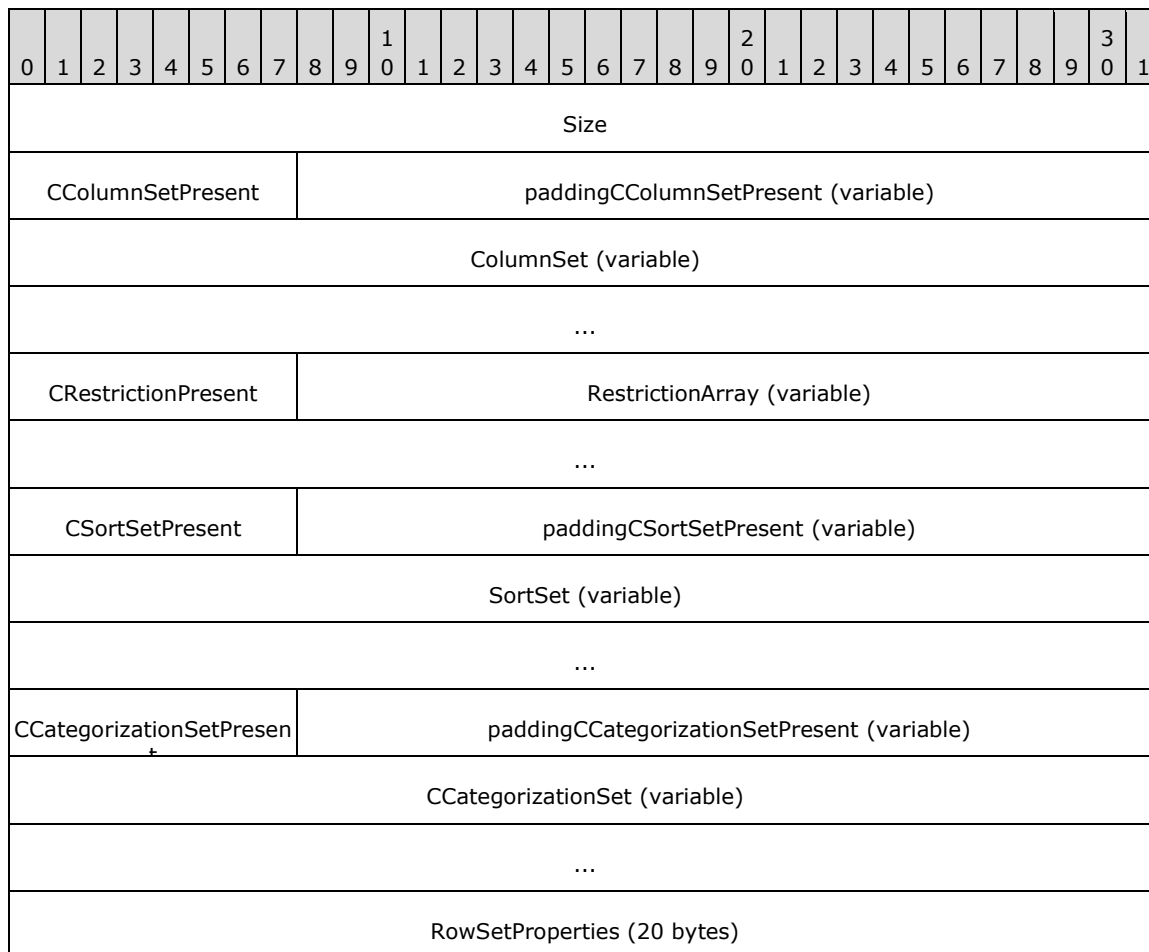 1 2 3
0 1 2 3 4 5 6 7 8 9 0 1 2 3 4 5 6 7 8 9 0 1 2 3 4 5 6 7 8 9 0 1
Size
CColumnSetPresent paddingCColumnSetPresent (variable)
ColumnSet (variable)
...
CRestrictionPresent RestrictionArray (variable)
...
CSortSetPresent paddingCSortSetPresent (variable)
SortSet (variable)
...
CCategorizationSetPresen paddingCCategorizationSetPresent (variable)
t
CCategorizationSet (variable)
...
RowSetProperties (20 bytes)